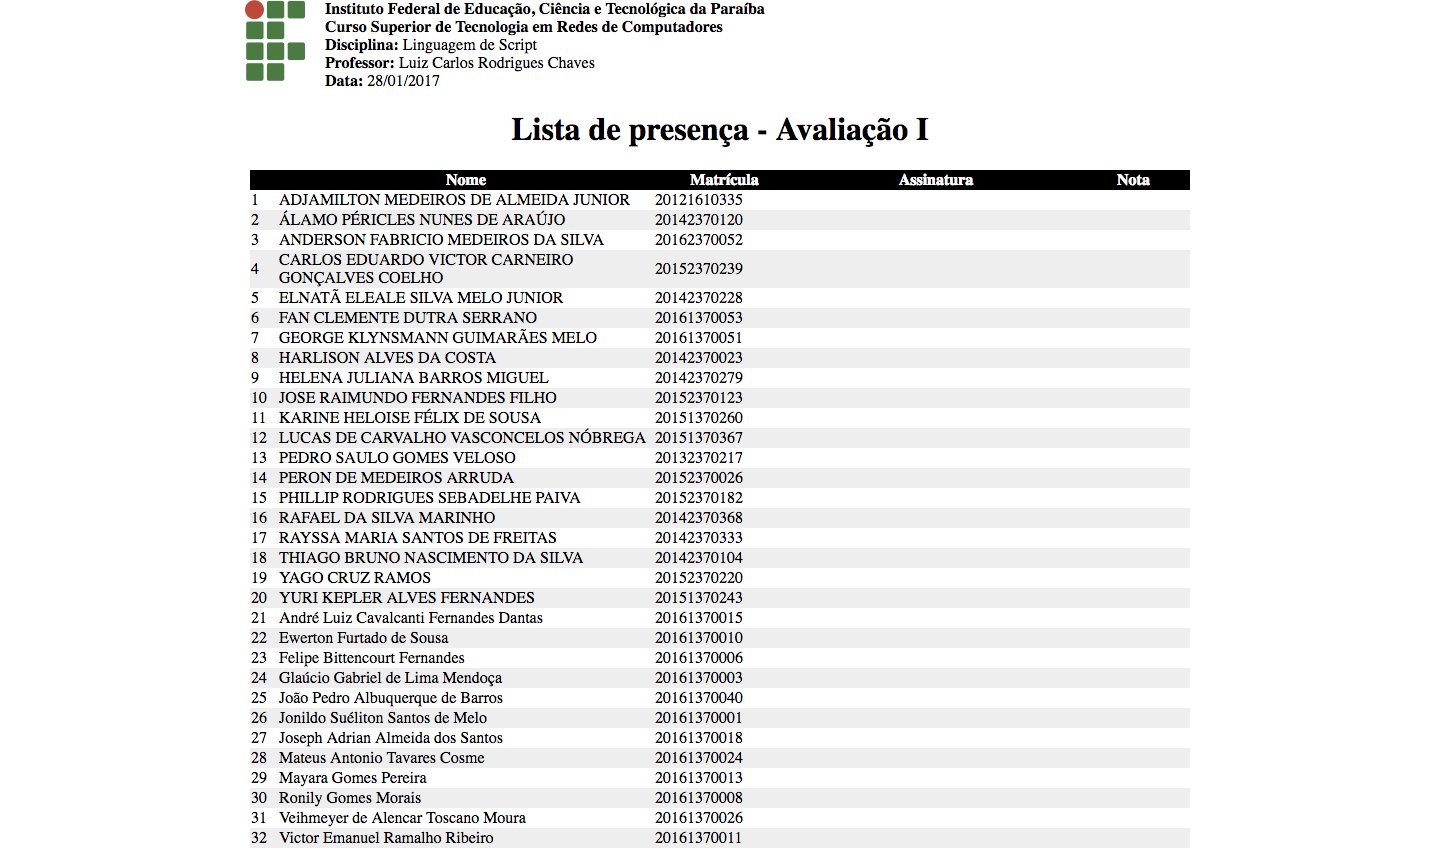 Instituto Federal de Educação, Ciência e Tecnológica da Paraíba
Curso Superior de Tecnologia em Redes de Computadores
Disciplina: Linguagem de Script
Professor: Luiz Carlos Rodrigues Chaves
Data: 28/01/2017
Lista de presença - Avaliação I
Nome Matrícula Assinatura Nota
1 ADJAMILTON MEDEIROS DE ALMEIDA JUNIOR 20121610335
2 ÁLAMO PÉRICLES NUNES DE ARAÚJO 20142370120
3 ANDERSON FABRICIO MEDEIROS DA SILVA 20162370052
4 CARLOS EDUARDO VICTOR CARNEIRO
GONÇALVES COELHO 20152370239
5 ELNATÃ ELEALE SILVA MELO JUNIOR 20142370228
6 FAN CLEMENTE DUTRA SERRANO 20161370053
7 GEORGE KLYNSMANN GUIMARÃES MELO 20161370051
8 HARLISON ALVES DA COSTA 20142370023
9 HELENA JULIANA BARROS MIGUEL 20142370279
10 JOSE RAIMUNDO FERNANDES FILHO 20152370123
11 KARINE HELOISE FÉLIX DE SOUSA 20151370260
12 LUCAS DE CARVALHO VASCONCELOS NÓBREGA 20151370367
13 PEDRO SAULO GOMES VELOSO 20132370217
14 PERON DE MEDEIROS ARRUDA 20152370026
15 PHILLIP RODRIGUES SEBADELHE PAIVA 20152370182
16 RAFAEL DA SILVA MARINHO 20142370368
17 RAYSSA MARIA SANTOS DE FREITAS 20142370333
18 THIAGO BRUNO NASCIMENTO DA SILVA 20142370104
19 YAGO CRUZ RAMOS 20152370220
20 YURI KEPLER ALVES FERNANDES 20151370243
21 André Luiz Cavalcanti Fernandes Dantas 20161370015
22 Ewerton Furtado de Sousa 20161370010
23 Felipe Bittencourt Fernandes 20161370006
24 Glaúcio Gabriel de Lima Mendoça 20161370003
25 João Pedro Albuquerque de Barros 20161370040
26 Jonildo Suéliton Santos de Melo 20161370001
27 Joseph Adrian Almeida dos Santos 20161370018
28 Mateus Antonio Tavares Cosme 20161370024
29 Mayara Gomes Pereira 20161370013
30 Ronily Gomes Morais 20161370008
31 Veihmeyer de Alencar Toscano Moura 20161370026
32 Victor Emanuel Ramalho Ribeiro 20161370011